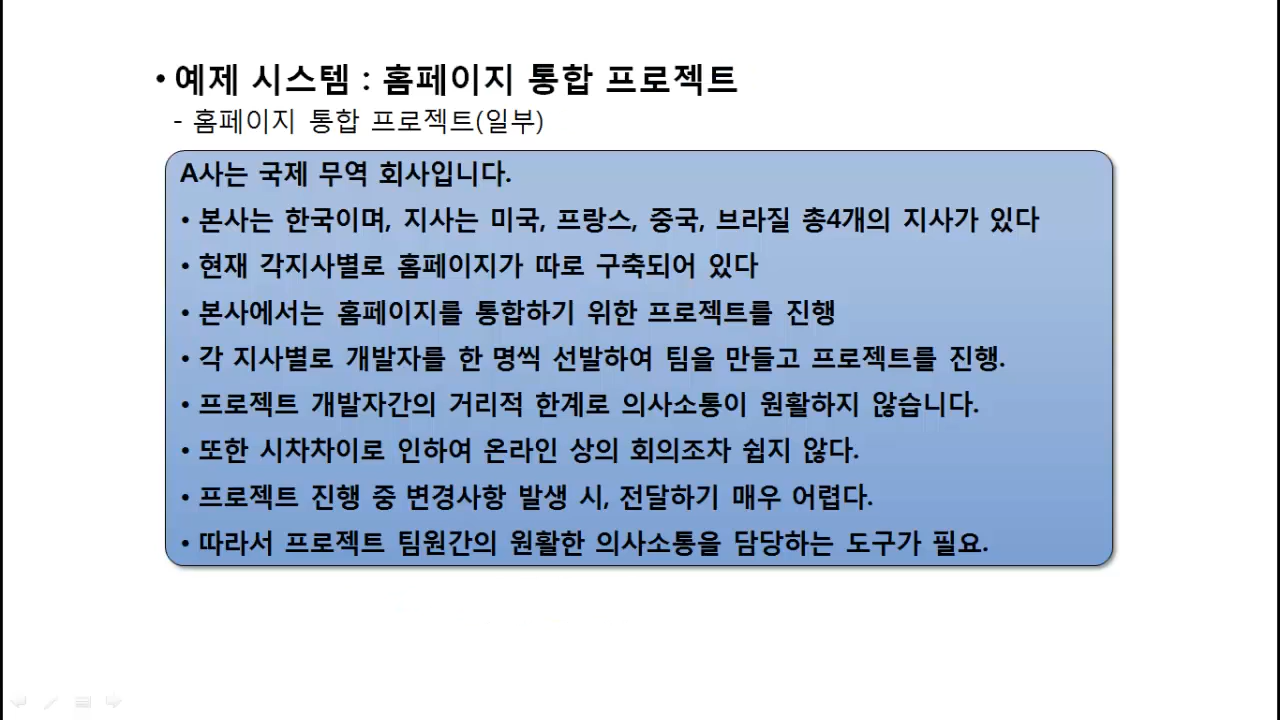 • 예제 시스템 : 홈페이지 통합 프로젝트
- 홈페이지 통합 프로젝트(일부)
A사는 국제 무역 회사입니다.
• 본사는 한국이며, 지사는 미국, 프랑스, 중국, 브라질 총4개의 지사가 있다
• 현재 각지사별로 홈페이지가 따로 구축되어 있다
• 본사에서는 홈페이지를 통합하기 위한 프로젝트를 진행
• 각 지사별로 개발자를 한 명씩 선발하여 팀을 만들고 프로젝트를 진행.
• 프로젝트 개발자간의 거리적 한계로 의사소통이 원활하지 않습니다.
• 또한 시차차이로 인하여 온라인 상의 회의조차 쉽지 않다.
• 프로젝트 진행 중 변경사항 발생 시, 전달하기 매우 어렵다.
• 따라서 프로젝트 팀원간의 원활한 의사소통을 담당하는 도구가 필요.